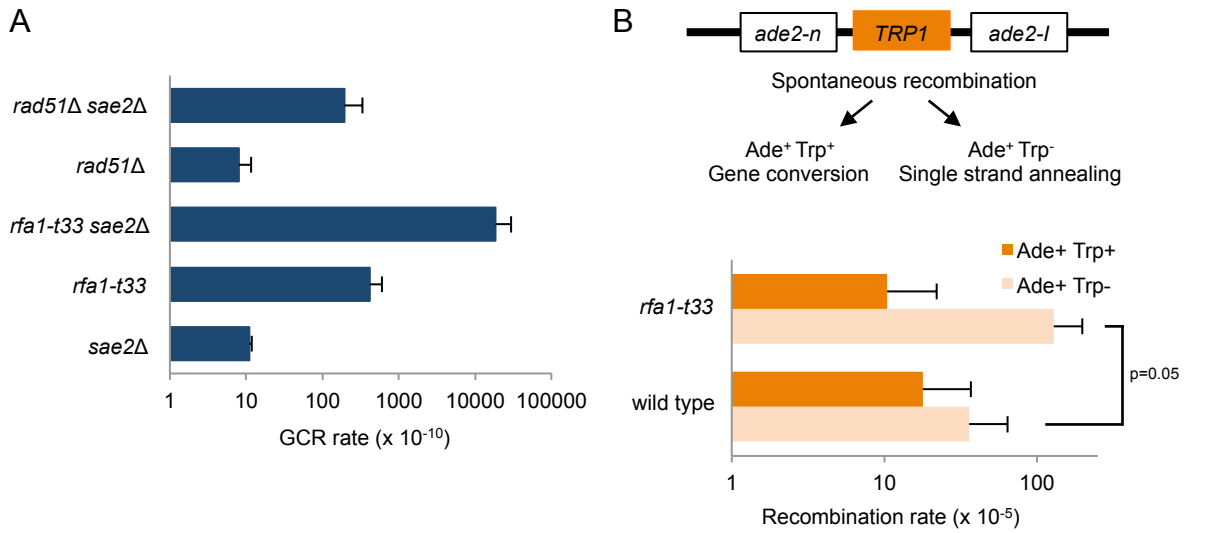 A
rad51Δ sae2Δ
rad51Δ
rfa1-t33 sae2Δ
rfa1-t33
sae2Δ
1 10 100 1000 10000 100000
GCR rate (x 10⁻¹⁰)
B
ade2-n TRP1 ade2-I
Spontaneous recombination
Ade⁺ Trp⁺ Ade⁺ Trp⁻
Gene conversion Single strand annealing
Ade+ Trp+
Ade+ Trp-
rfa1-t33
wild type
p=0.05
1 10 100
Recombination rate (x 10⁻⁵)